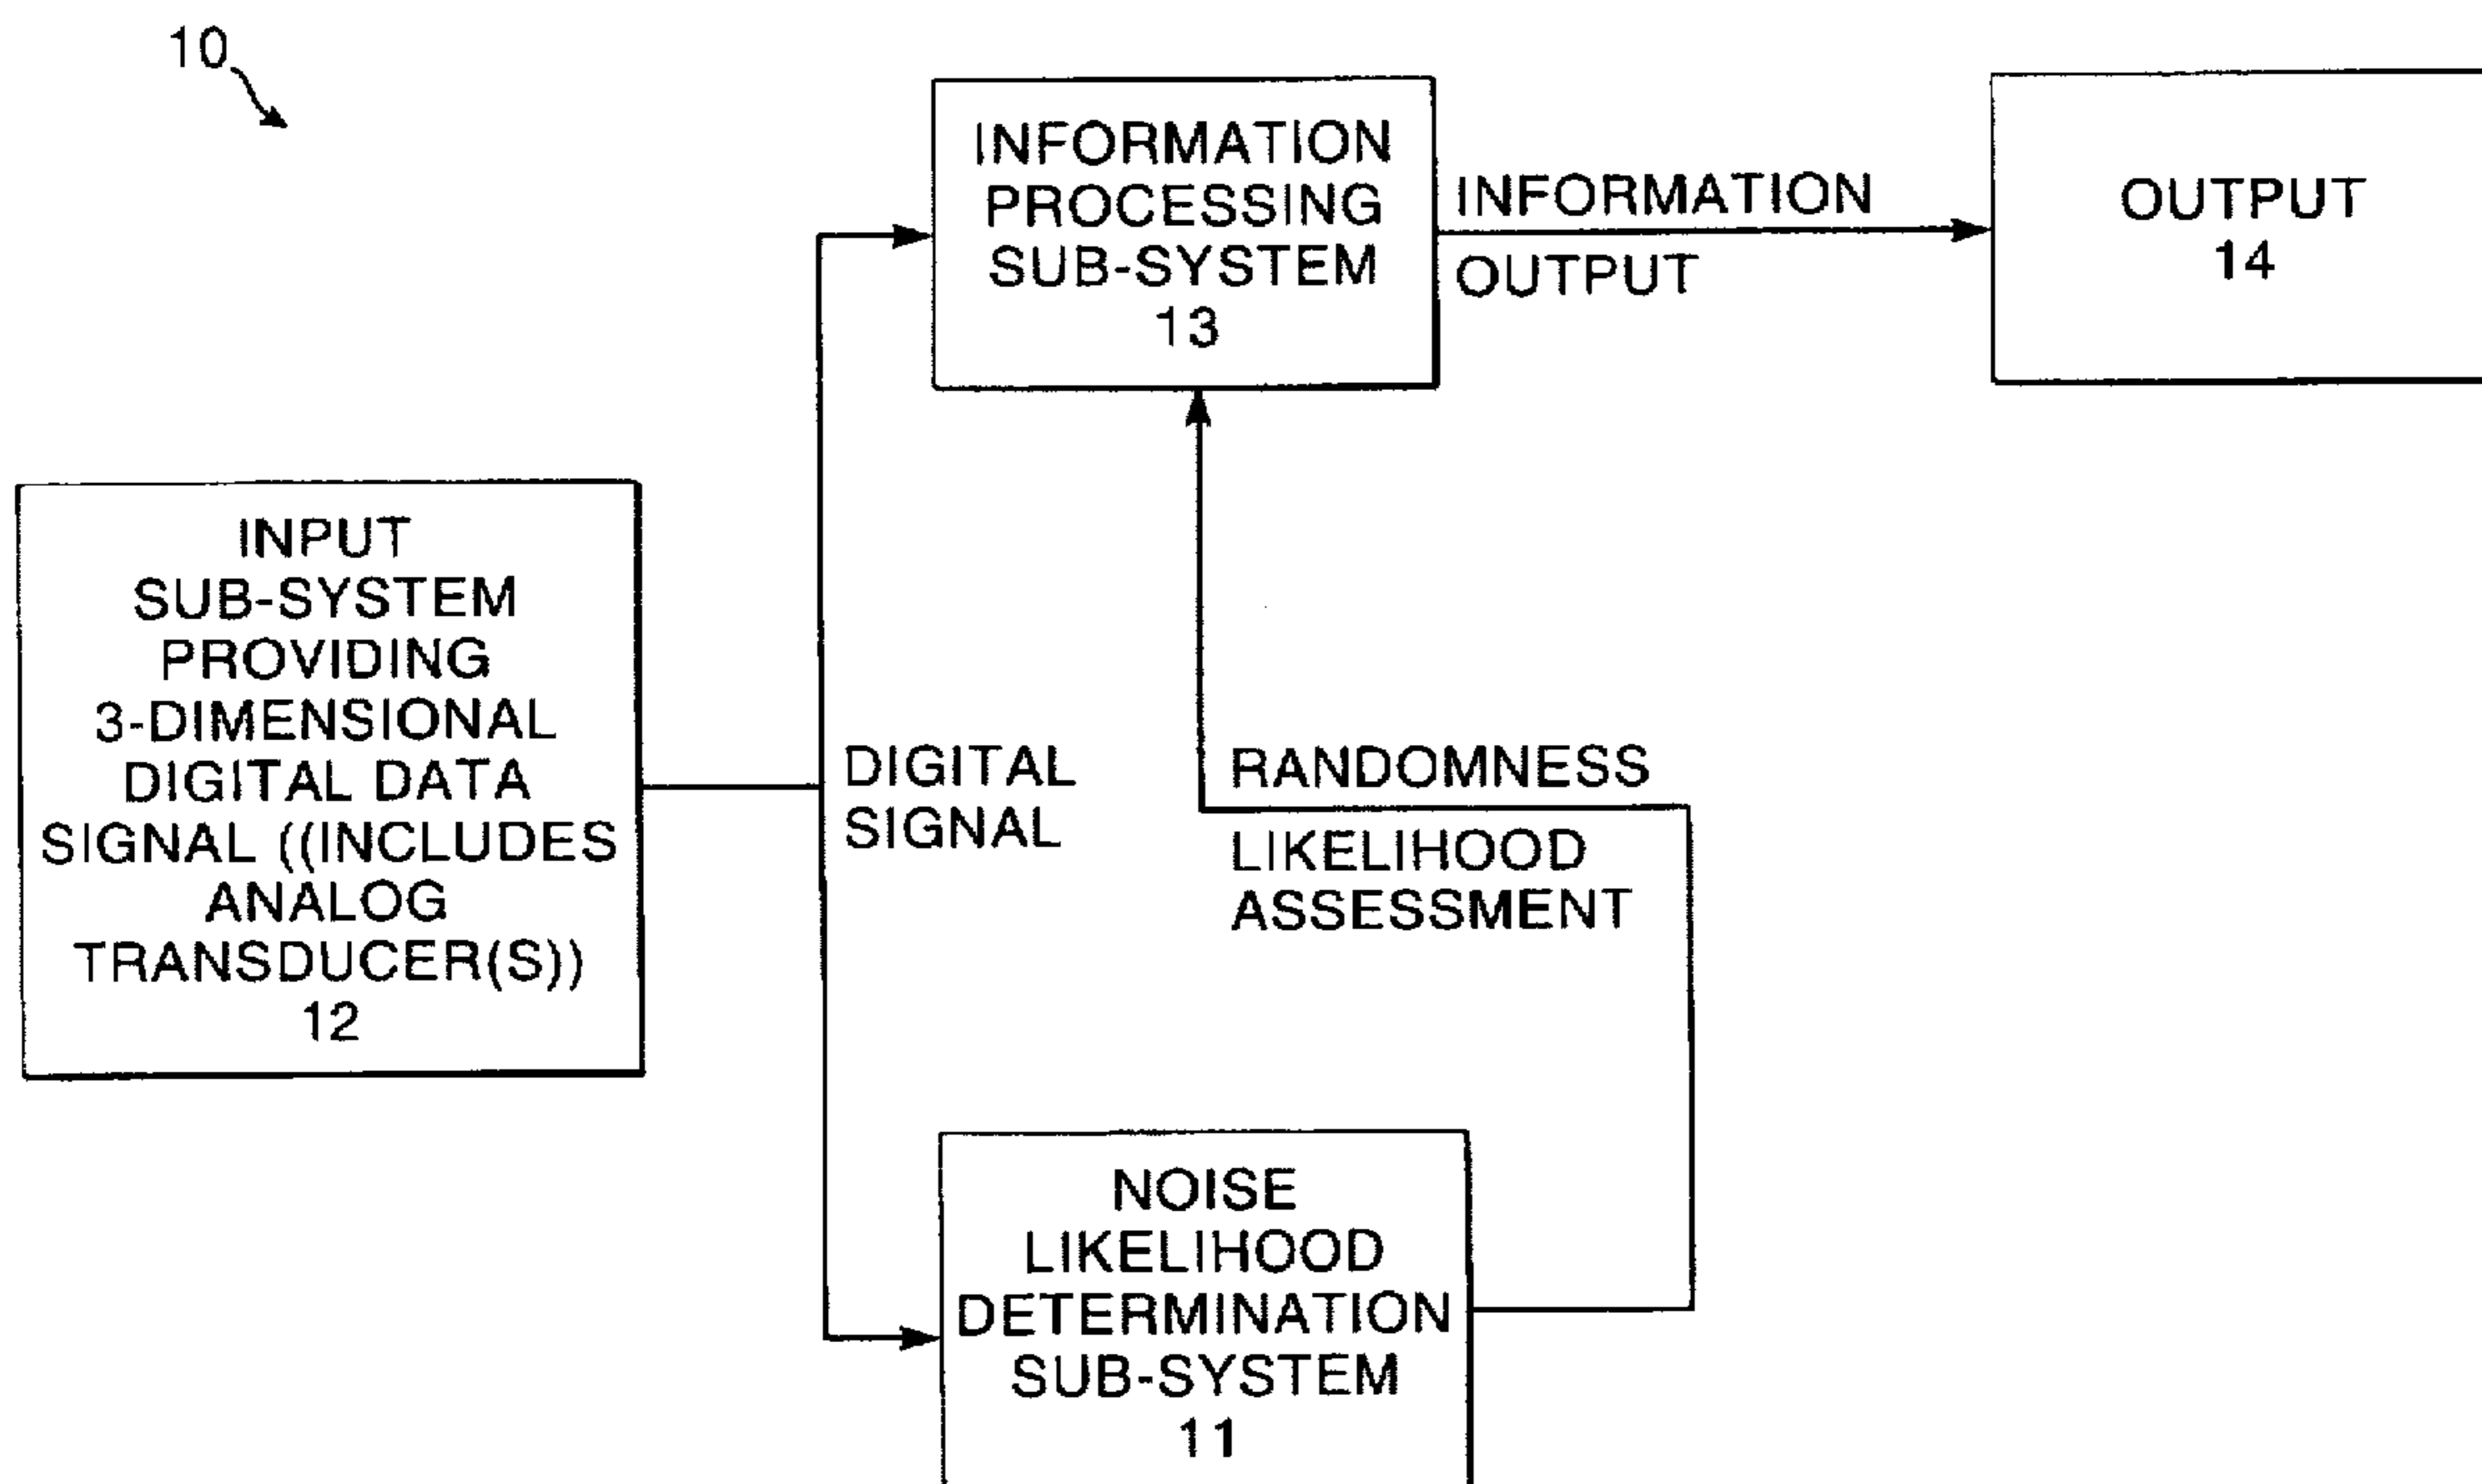 10
INFORMATION
PROCESSING
SUB-SYSTEM
13
INFORMATION
OUTPUT
OUTPUT
14
INPUT
SUB-SYSTEM
PROVIDING
3-DIMENSIONAL
DIGITAL DATA
SIGNAL ((INCLUDES
ANALOG
TRANSDUCER(S))
12
DIGITAL
SIGNAL
RANDOMNESS
LIKELIHOOD
ASSESSMENT
NOISE
LIKELIHOOD
DETERMINATION
SUB-SYSTEM
11